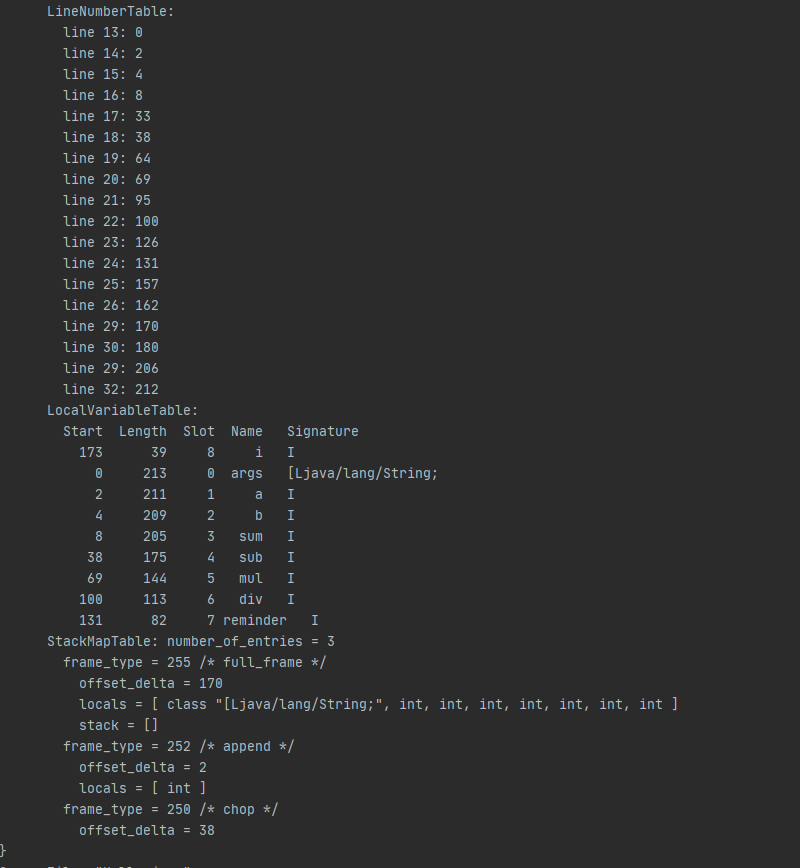 LineNumberTable:
line 13: 0
line 14: 2
line 15: 4
line 16: 8
line 17: 33
line 18: 38
line 19: 64
line 20: 69
line 21: 95
line 22: 100
line 23: 126
line 24: 131
line 25: 157
line 26: 162
line 29: 170
line 30: 180
line 29: 206
line 32: 212
LocalVariableTable:
Start  Length  Slot  Name   Signature
173      39     8     i   I
0     213     0  args   [Ljava/lang/String;
2     211     1     a   I
4     209     2     b   I
8     205     3   sum   I
38     175     4   sub   I
69     144     5   mul   I
100     113     6   div   I
131      82     7 reminder   I
StackMapTable: number_of_entries = 3
frame_type = 255 /* full_frame */
offset_delta = 170
locals = [ class "[Ljava/lang/String;", int, int, int, int, int, int, int ]
stack = []
frame_type = 252 /* append */
offset_delta = 2
locals = [ int ]
frame_type = 250 /* chop */
offset_delta = 38
}